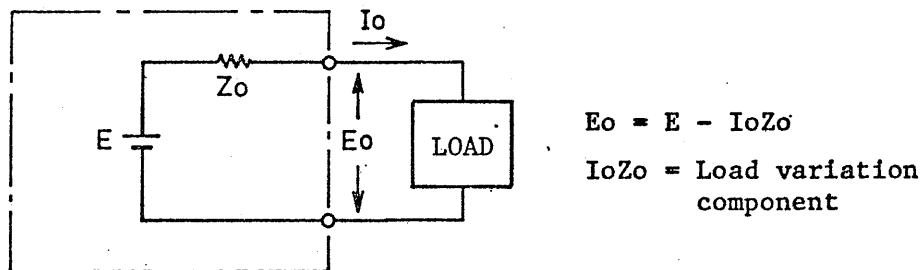 Io
Zo
E
Eo
LOAD
Eo = E - IoZo
IoZo = Load variation
component